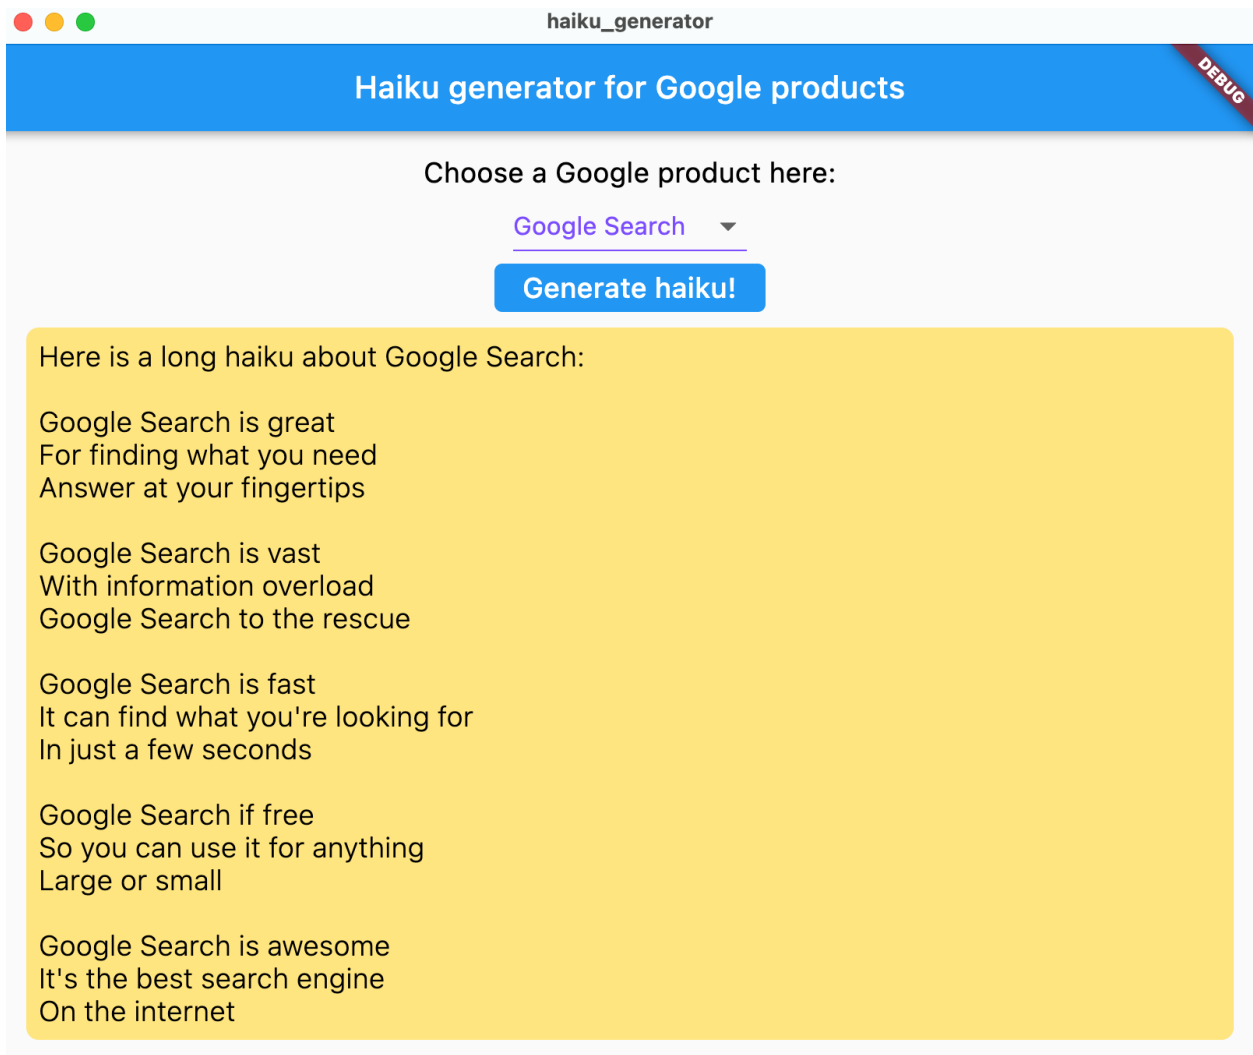 haiku_generator
Haiku generator for Google products
DEBUG
Choose a Google product here:
Google Search
Generate haiku!
Here is a long haiku about Google Search:
Google Search is great
For finding what you need
Answer at your fingertips
Google Search is vast
With information overload
Google Search to the rescue
Google Search is fast
It can find what you're looking for
In just a few seconds
Google Search if free
So you can use it for anything
Large or small
Google Search is awesome
It's the best search engine
On the internet